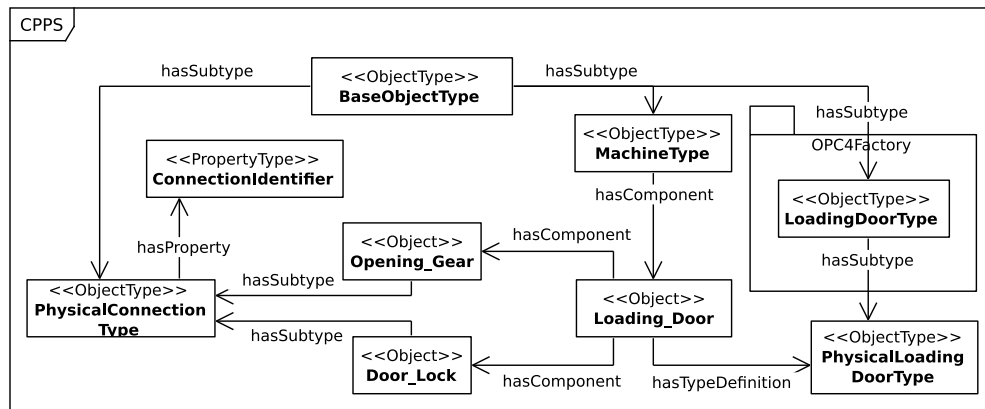 CPPS
hasSubtype
<<ObjectType>>
BaseObjectType
hasSubtype
hasSubtype
<<ObjectType>>
MachineType
OPC4Factory
<<PropertyType>>
ConnectionIdentifier
hasComponent
<<ObjectType>>
LoadingDoorType
hasProperty
<<Object>>
Opening_Gear
hasComponent
hasSubtype
hasSubtype
<<ObjectType>>
PhysicalConnection
Type
<<Object>>
Loading_Door
hasSubtype
<<Object>>
Door_Lock
hasComponent
hasTypeDefinition
<<ObjectType>>
PhysicalLoading
DoorType